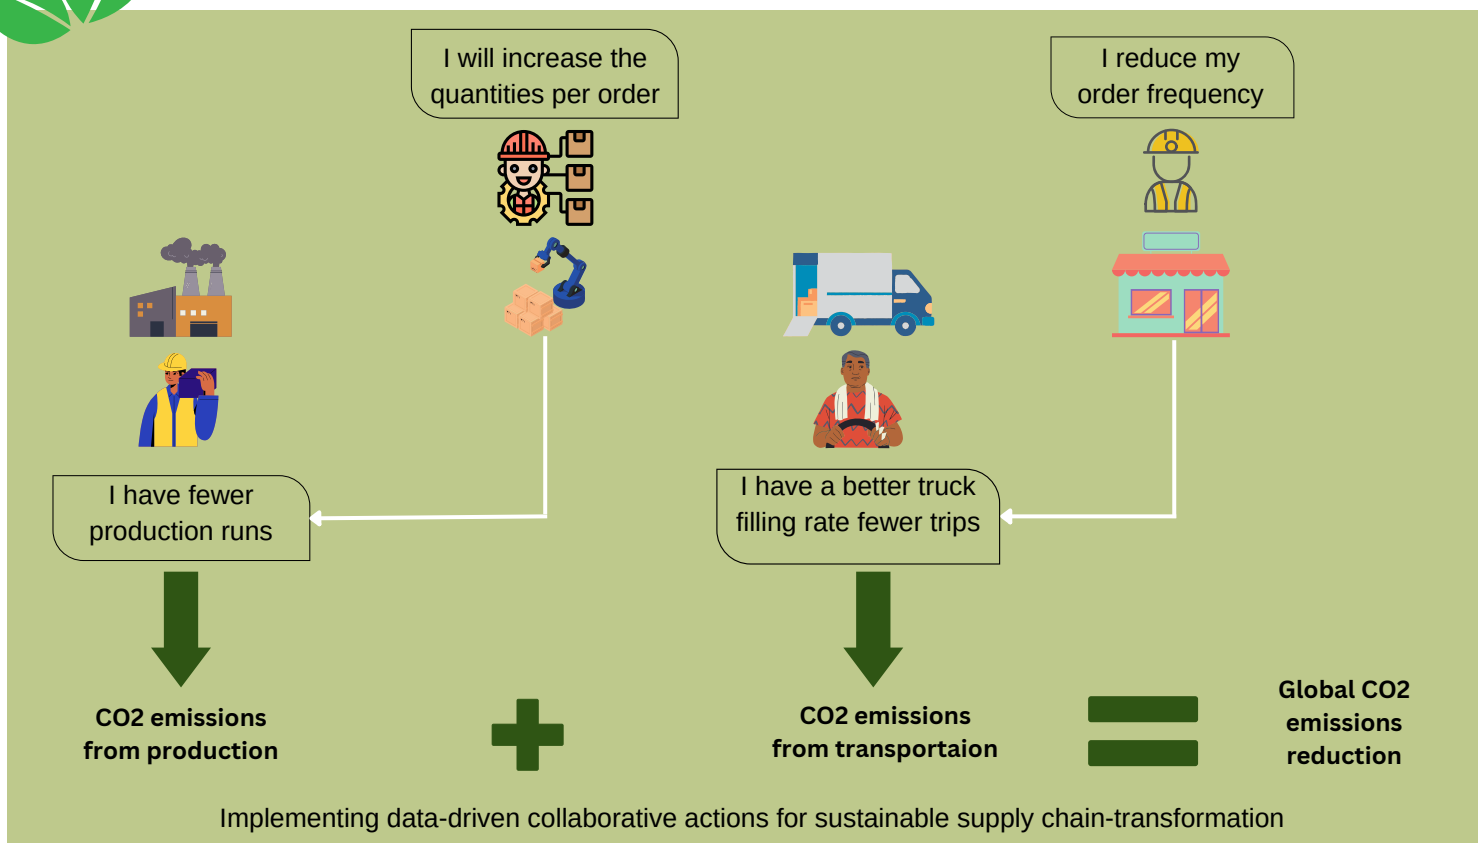 I will increase the
quantities per order
I reduce my
order frequency
I have fewer
production runs
I have a better truck
filling rate fewer trips
CO2 emissions
from production
CO2 emissions
from transportaion
Global CO2
emissions
reduction
Implementing data-driven collaborative actions for sustainable supply chain-transformation